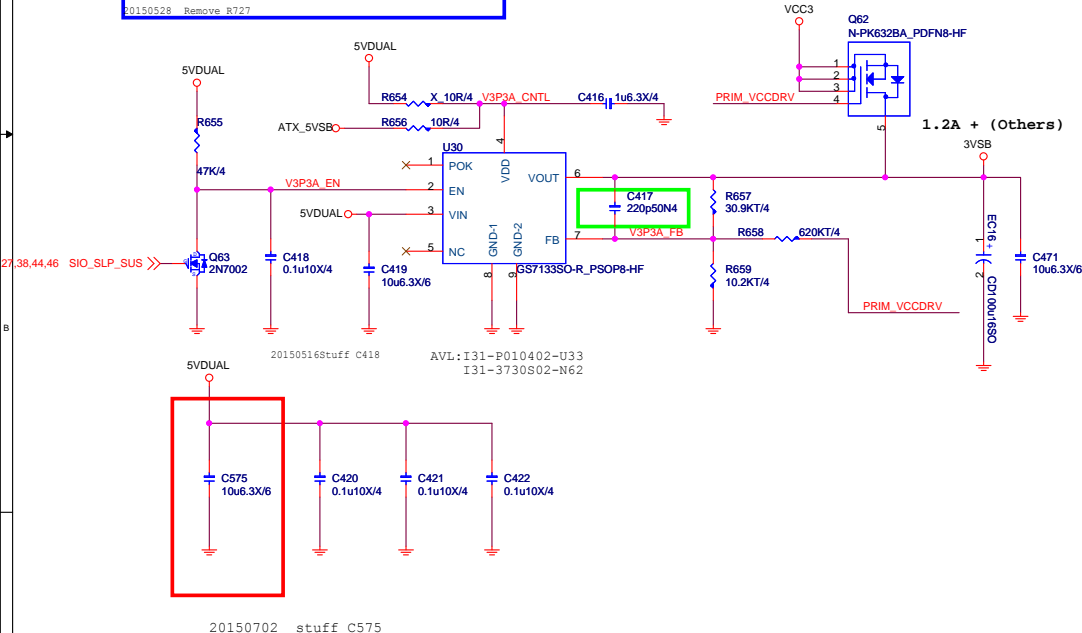 20150528 Remove R727
VCC3
Q62
N-PK632BA_PDFN8-HF
1
2
3
4
5
PRIM_VCCDRV
1.2A + (Others)
3VSB
5VDUAL
5VDUAL
R654
X_10R/4
V3P3A_CNTL
C416
1u6.3X/4
ATX_5VSB
R656
10R/4
R655
47K/4
U30
4
1
POK
VDD
VOUT
6
V3P3A_EN
2
EN
5VDUAL
3
VIN
5
NC
GND-1
GND-2
FB
7
8
9
GS7133SO-R_PSOP8-HF
C417
220p50N4
V3P3A_FB
R657
30.9KT/4
R658
620KT/4
R659
10.2KT/4
PRIM_VCCDRV
EC16
+
1
2
CD100u16SO
C471
10u6.3X/6
27,38,44,46 SIO_SLP_SUS
Q63
2N7002
C418
0.1u10X/4
C419
10u6.3X/6
B
20150516Stuff C418
AVL:I31-P010402-U33
I31-3730S02-N62
5VDUAL
C575
10u6.3X/6
C420
0.1u10X/4
C421
0.1u10X/4
C422
0.1u10X/4
20150702 stuff C575